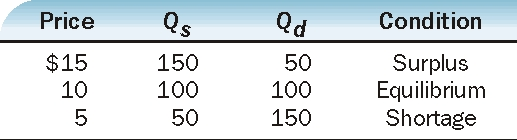 Price Qs Qd Condition
$15 150 50 Surplus
10 100 100 Equilibrium
5 50 150 Shortage